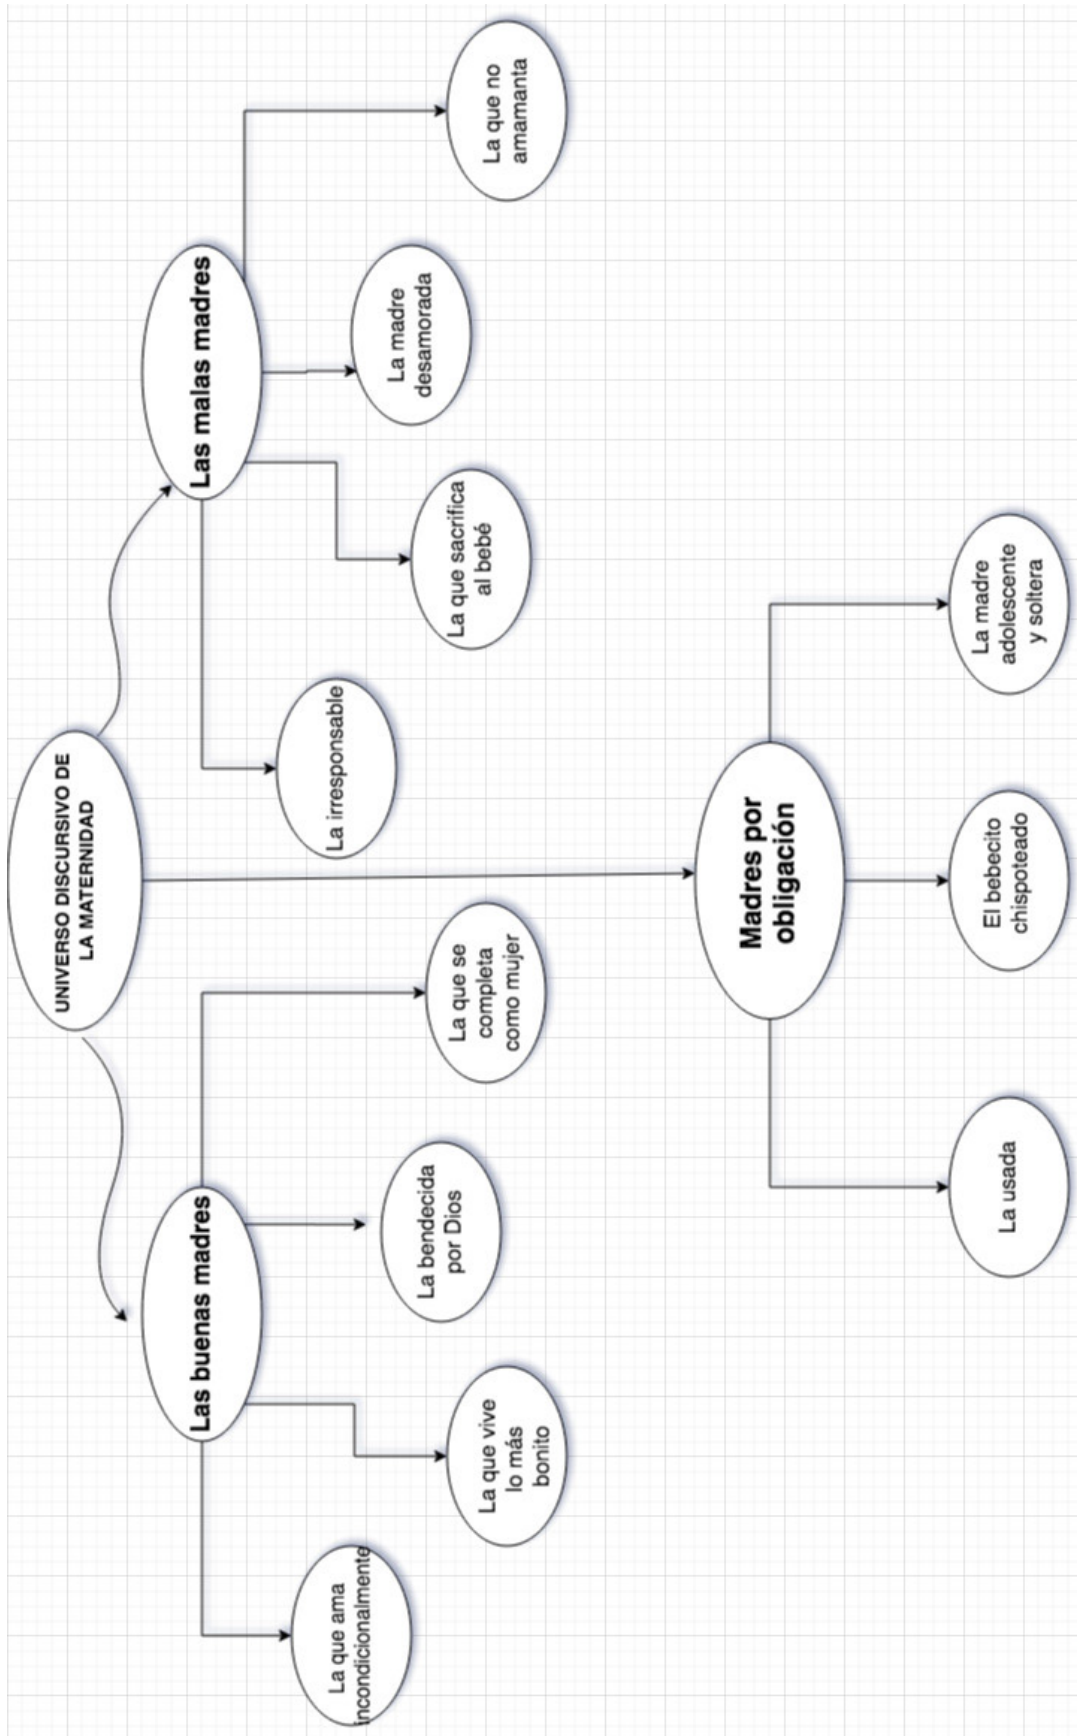 UNIVERSO DISCURSIVO DE
LA MATERNIDAD
Las buenas madres
Las malas madres
La que ama
incondicionalmente
La que vive
lo más
bonito
La bendecida
por Dios
La que se
completa
como mujer
La irresponsable
La que sacrifica
al bebé
La madre
desamorada
La que no
amamanta
Madres por
obligación
La usada
El bebecito
chispoteado
La madre
adolescente
y soltera